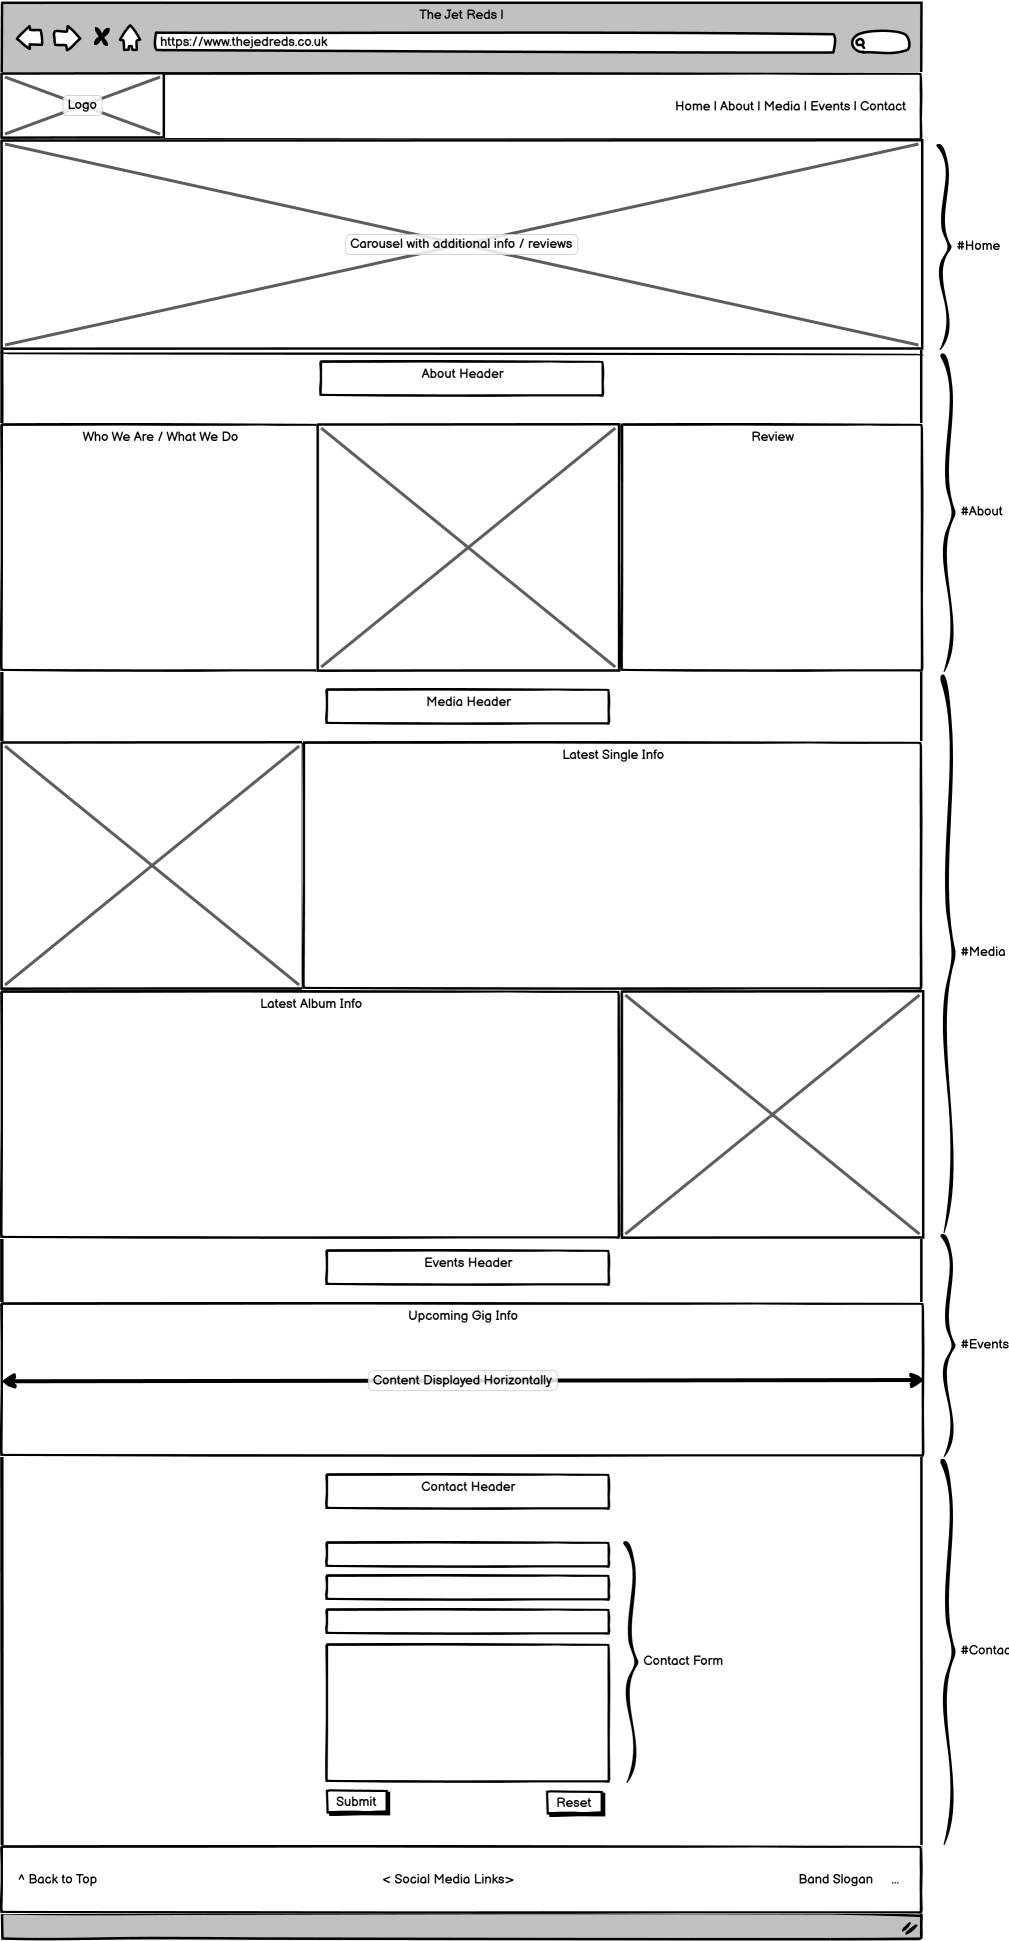 The Jet Reds |
https://www.thejedreds.co.uk
Logo
Home | About | Media | Events | Contact
Carousel with additional info / reviews
#Home
About Header
Who We Are / What We Do
Review
#About
Media Header
Latest Single Info
#Media
Latest Album Info
Events Header
Upcoming Gig Info
#Events
Content Displayed Horizontally
Contact Header
#Contac
Contact Form
Submit
Reset
^ Back to Top
< Social Media Links>
Band Slogan ...